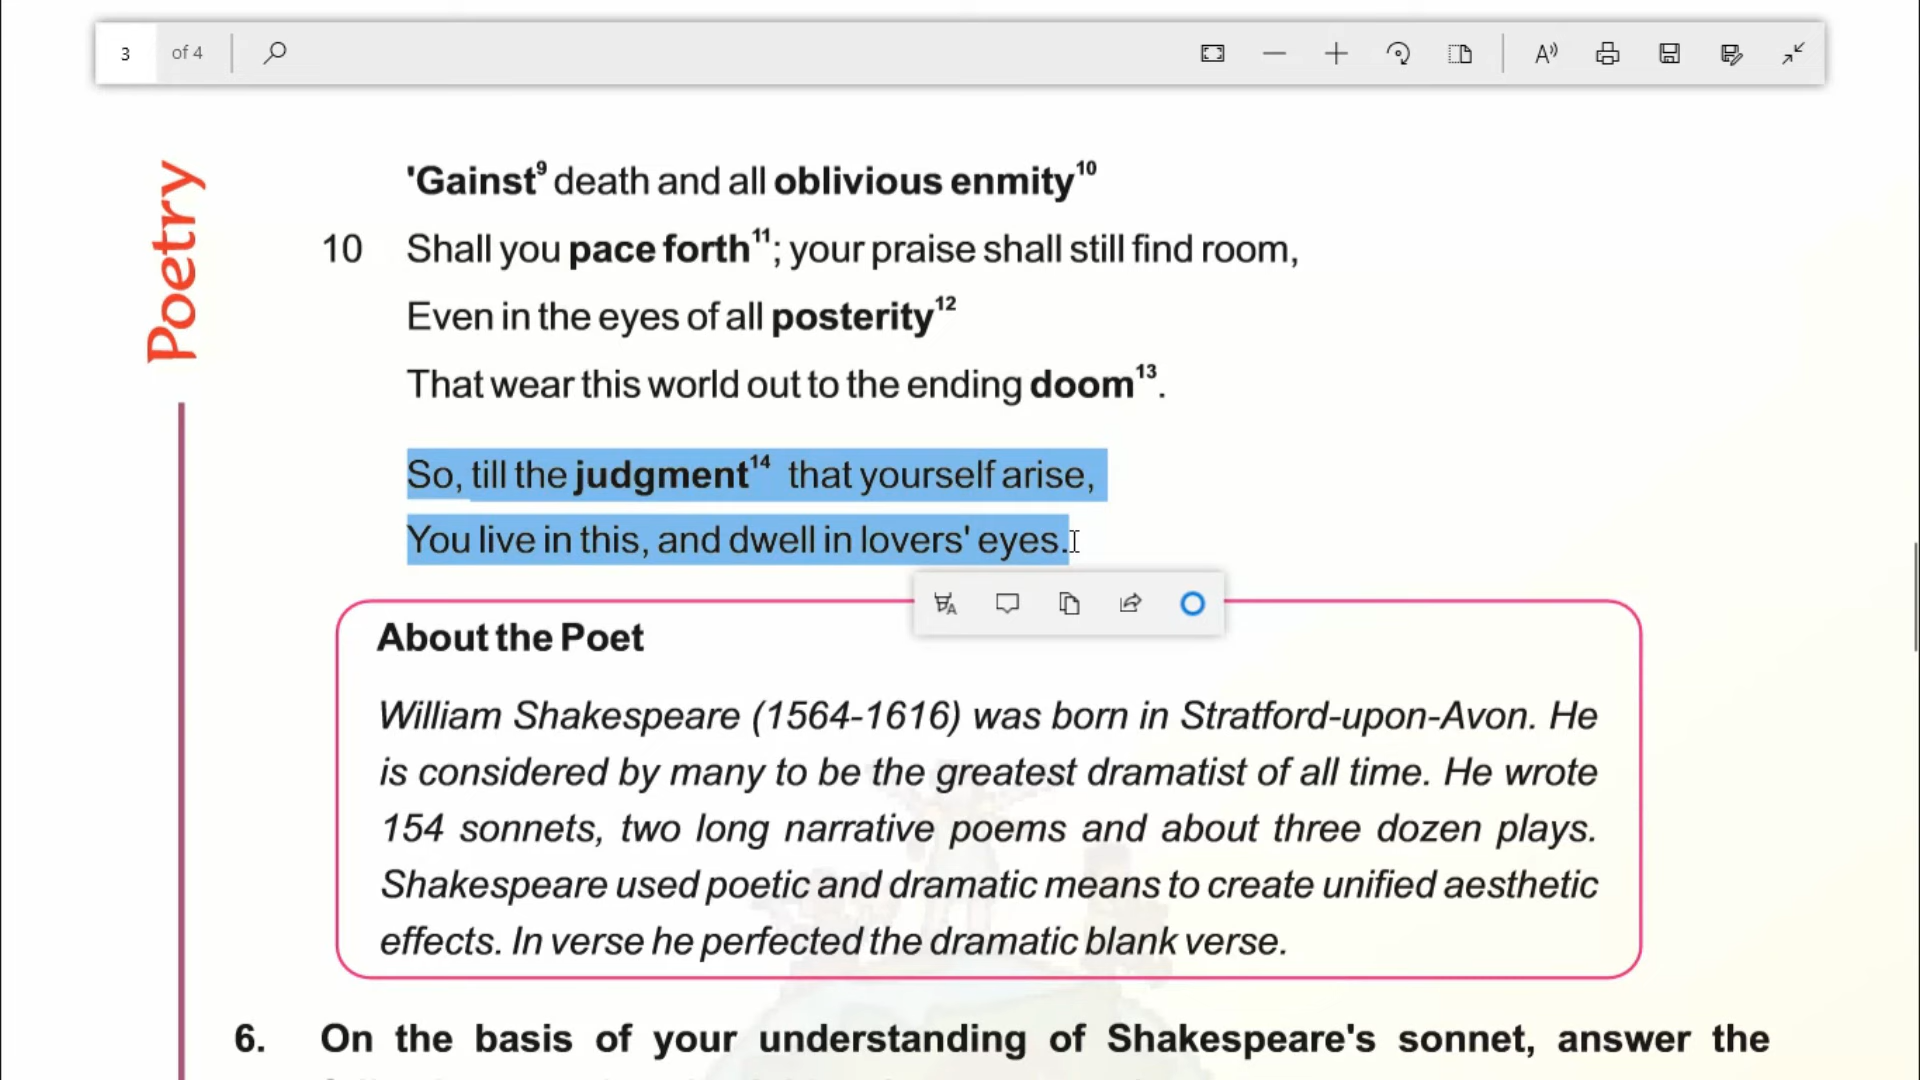 3 of 4
Poetry
'Gainst⁹ death and all oblivious enmity¹⁰
10 Shall you pace forth¹¹; your praise shall still find room,
Even in the eyes of all posterity¹²
That wear this world out to the ending doom¹³.
So, till the judgment¹⁴ that yourself arise,
You live in this, and dwell in lovers' eyes.
About the Poet
William Shakespeare (1564-1616) was born in Stratford-upon-Avon. He
is considered by many to be the greatest dramatist of all time. He wrote
154 sonnets, two long narrative poems and about three dozen plays.
Shakespeare used poetic and dramatic means to create unified aesthetic
effects. In verse he perfected the dramatic blank verse.
6. On the basis of your understanding of Shakespeare's sonnet, answer the